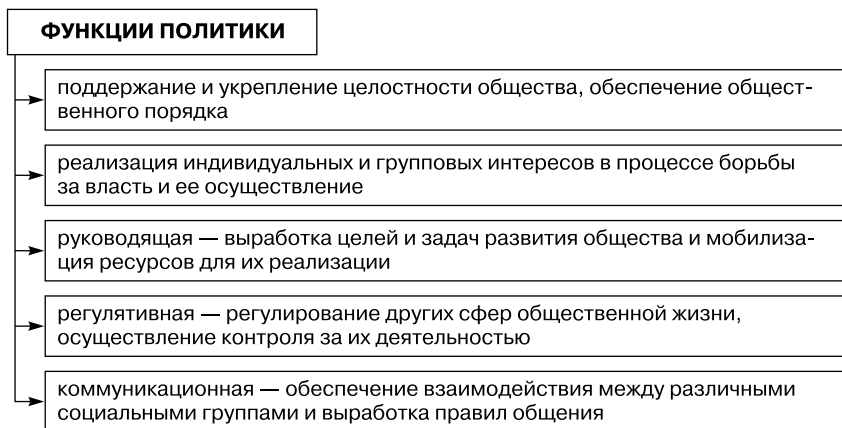 ФУНКЦИИ ПОЛИТИКИ
поддержание и укрепление целостности общества, обеспечение общест-
венного порядка
реализация индивидуальных и групповых интересов в процессе борьбы
за власть и ее осуществление
руководящая — выработка целей и задач развития общества и мобилиза-
ция ресурсов для их реализации
регулятивная — регулирование других сфер общественной жизни,
осуществление контроля за их деятельностью
коммуникационная — обеспечение взаимодействия между различными
социальными группами и выработка правил общения